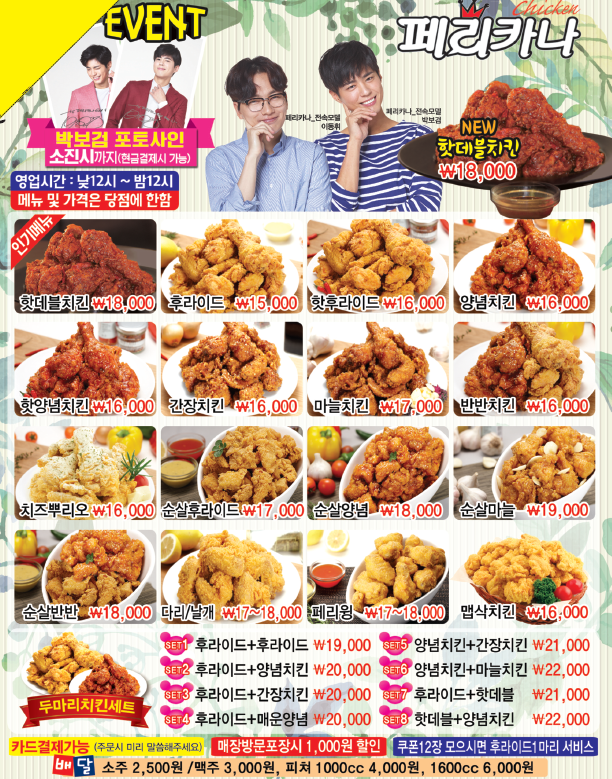 EVENT
Chicken
페리카나
페리카나_전속모델
이동휘
페리카나_전속모델
박보검
NEW
핫데블치킨
₩18,000
박보검 포토사인
소진시까지(현금결제시 가능)
영업시간 : 낮12시 ~ 밤12시
메뉴 및 가격은 당점에 한함
인기메뉴
핫데블치킨 ₩18,000
후라이드 ₩15,000
핫후라이드 ₩16,000
양념치킨 ₩16,000
핫양념치킨 ₩16,000
간장치킨 ₩16,000
마늘치킨 ₩17,000
반반치킨 ₩16,000
치즈뿌리오 ₩16,000
순살후라이드 ₩17,000
순살양념 ₩18,000
순살마늘 ₩19,000
순살반반 ₩18,000
다리/날개 ₩17~18,000
페리윙 ₩17~18,000
맵삭치킨 ₩16,000
두마리치킨세트
SET1 후라이드+후라이드 ₩19,000
SET2 후라이드+양념치킨 ₩20,000
SET3 후라이드+간장치킨 ₩20,000
SET4 후라이드+매운양념 ₩20,000
SET5 양념치킨+간장치킨 ₩21,000
SET6 양념치킨+마늘치킨 ₩22,000
SET7 후라이드+핫데블 ₩21,000
SET8 핫데블+양념치킨 ₩22,000
카드결제가능 (주문시 미리 말씀해주세요)
매장방문포장시 1,000원 할인
쿠폰12장 모으시면 후라이드1마리 서비스
배달 소주 2,500원 /맥주 3,000원, 피쳐 1000cc 4,000원, 1600cc 6,000원